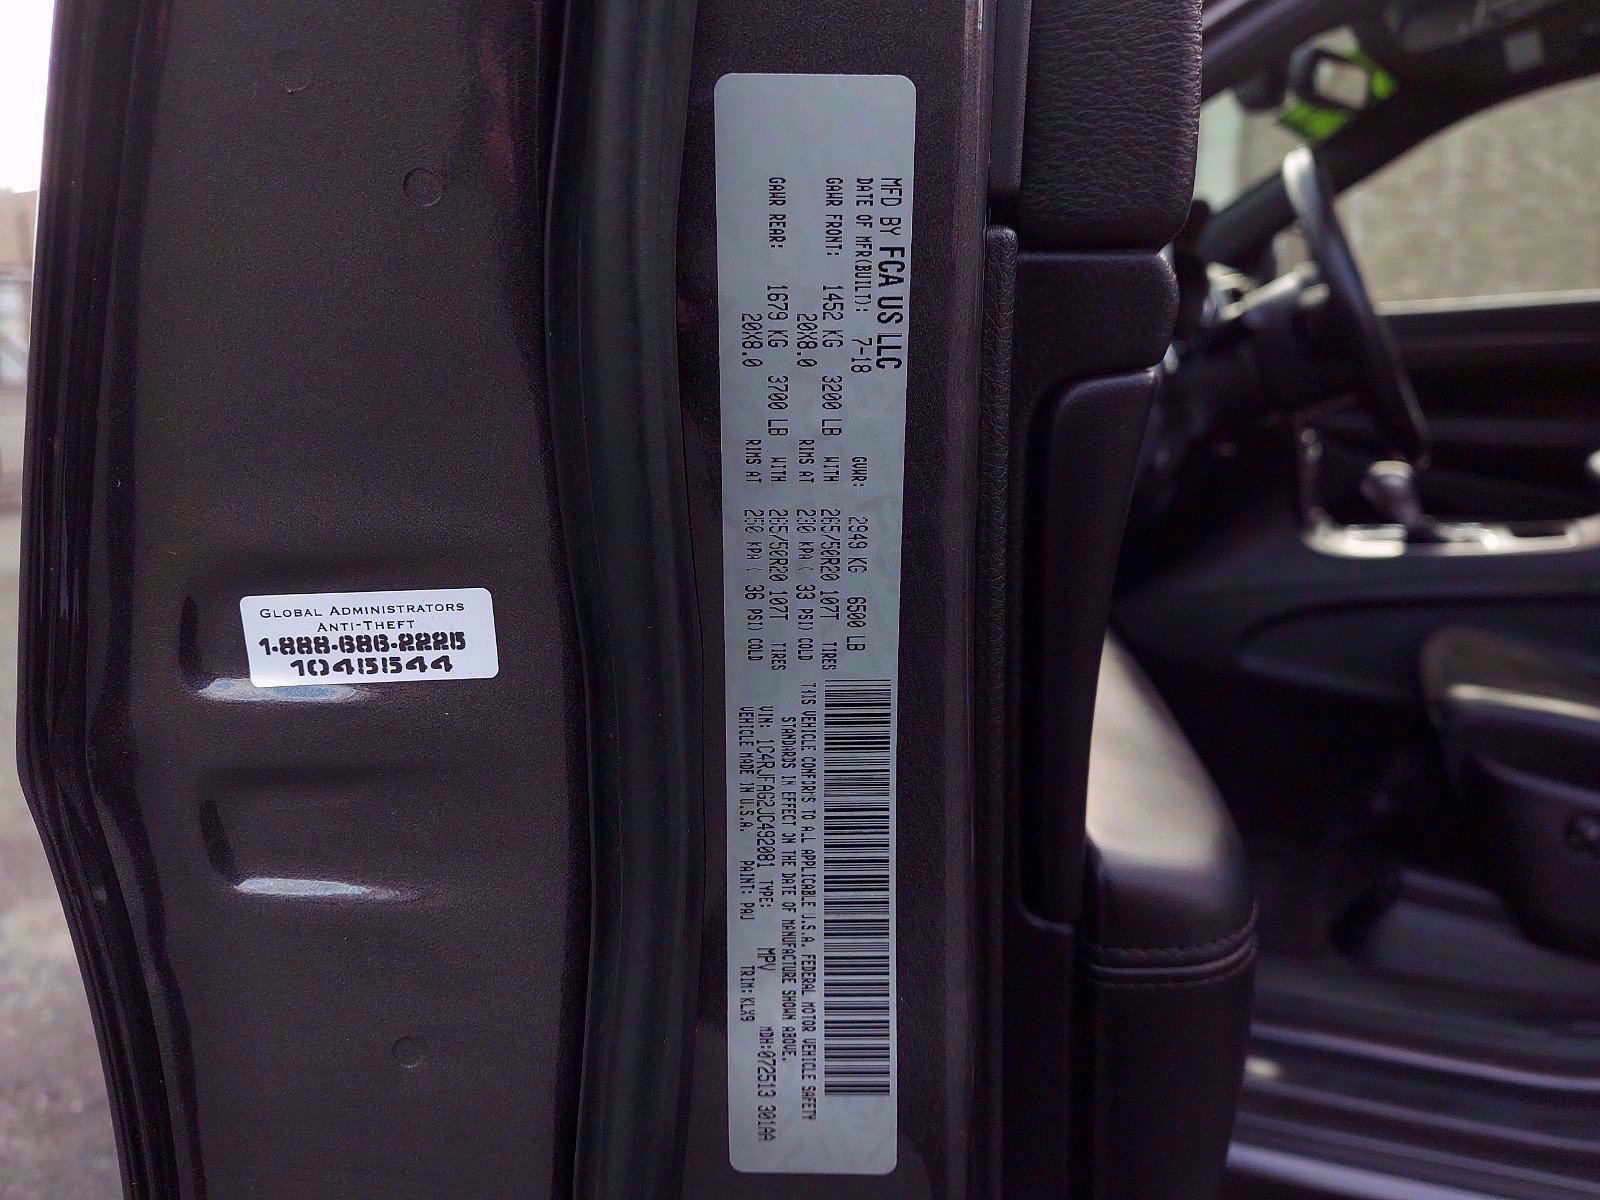 GLOBAL ADMINISTRATORS
ANTI-THEFT
1-888-686-2225
10455544
MFD BY FCA US LLC
DATE OF MFR(BUILT): 7-18 GVWR: 2949 KG 6500 LB
GAWR FRONT: 1452 KG 3200 LB WITH 265/50R20 107T TIRES
20X8.0 RIMS AT 230 KPA ( 33 PSI) COLD
GAWR REAR: 1679 KG 3700 LB WITH 265/50R20 107T TIRES
20X8.0 RIMS AT 250 KPA ( 36 PSI) COLD
THIS VEHICLE CONFORMS TO ALL APPLICABLE U.S.A. FEDERAL MOTOR VEHICLE SAFETY
STANDARDS IN EFFECT ON THE DATE OF MANUFACTURE SHOWN ABOVE.
VIN: 1C4RJFAG2JC492081 TYPE: MPV MDH:072513 301AA
VEHICLE MADE IN U.S.A. PAINT: PAU TRIM: KLX9